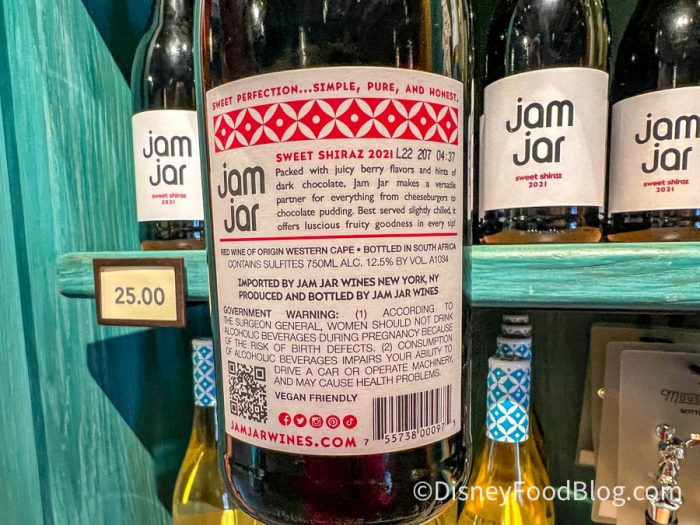 SWEET PERFECTION...SIMPLE, PURE, AND HONEST.
jam
jar
SWEET SHIRAZ 2021 L22 207 04:37
Packed with juicy berry flavors and hints of
dark chocolate, Jam Jar makes a versatile
partner for everything from cheeseburgers to
chocolate pudding. Best served slightly chilled, it
offers luscious fruity goodness in every sip!
RED WINE OF ORIGIN WESTERN CAPE • BOTTLED IN SOUTH AFRICA
CONTAINS SULFITES 750ML ALC. 12.5% BY VOL. A1034
IMPORTED BY JAM JAR WINES NEW YORK, NY
PRODUCED AND BOTTLED BY JAM JAR WINES
GOVERNMENT WARNING: (1) ACCORDING TO
THE SURGEON GENERAL, WOMEN SHOULD NOT DRINK
ALCOHOLIC BEVERAGES DURING PREGNANCY BECAUSE
OF THE RISK OF BIRTH DEFECTS. (2) CONSUMPTION
OF ALCOHOLIC BEVERAGES IMPAIRS YOUR ABILITY TO
DRIVE A CAR OR OPERATE MACHINERY,
AND MAY CAUSE HEALTH PROBLEMS.
VEGAN FRIENDLY
JAMJARWINES.COM
7 55738 00097 9
jam
jar
sweet shiraz
2021
25.00
jam
jar
sweet shiraz
2021
jam
jar
sweet shiraz
2021
©DisneyFoodBlog.com